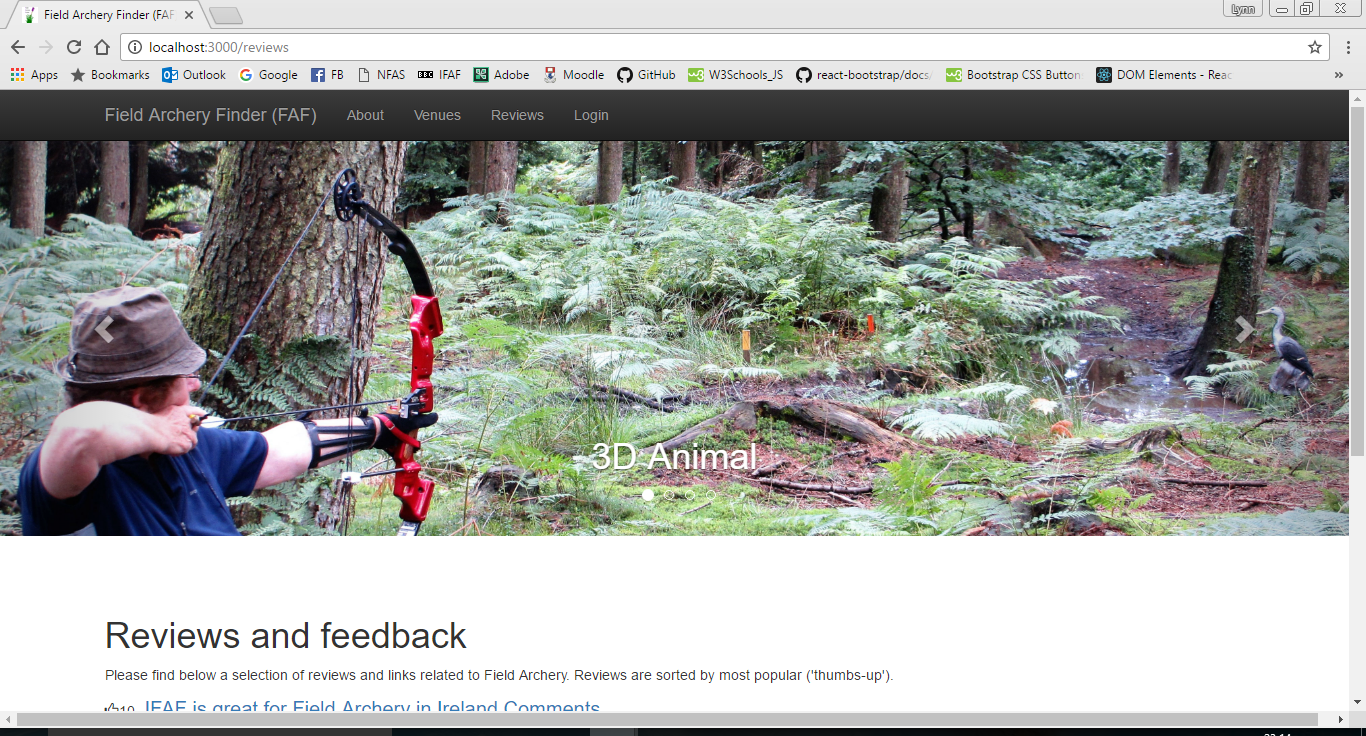 Field Archery Finder (FAF
Lynn
localhost:3000/reviews
Apps Bookmarks Outlook Google FB NFAS BBC IFAF Adobe Moodle GitHub W3Schools_JS react-bootstrap/docs/ Bootstrap CSS Button DOM Elements - Reac »
Field Archery Finder (FAF) About Venues Reviews Login
3D Animal
Reviews and feedback
Please find below a selection of reviews and links related to Field Archery. Reviews are sorted by most popular ('thumbs-up').
10 IFAF is great for Field Archery in Ireland Comments